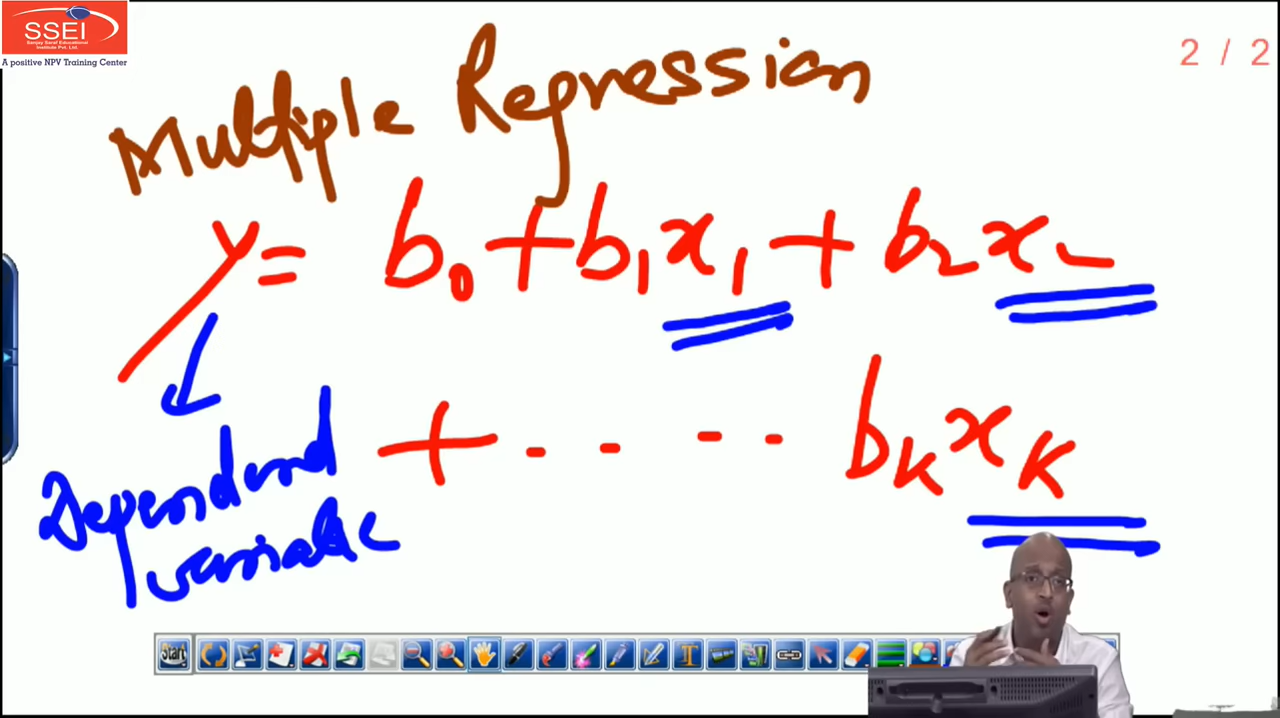 SSEI
Sanjay Saraf Educational
Institute Pvt. Ltd.
A positive NPV Training Center
2 / 2
Multiple Regression
y = b0 + b1x1 + b2x2
+ - - - - bKxK
Dependend
variable
Start
T